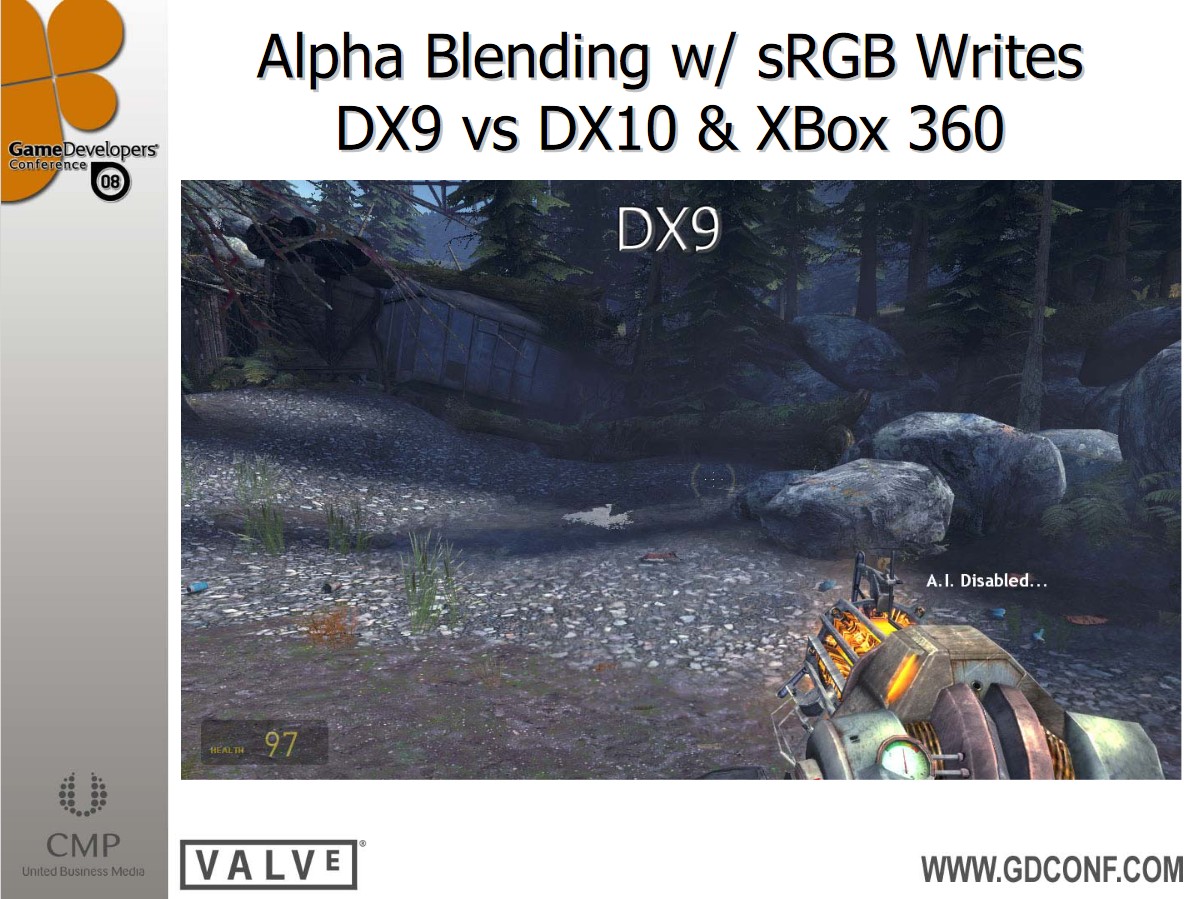 Alpha Blending w/ sRGB Writes
DX9 vs DX10 & XBox 360
GameDevelopers®
Conference
08
DX9
A.I. Disabled...
HEALTH 97
CMP
United Business Media
VALVE®
WWW.GDCONF.COM